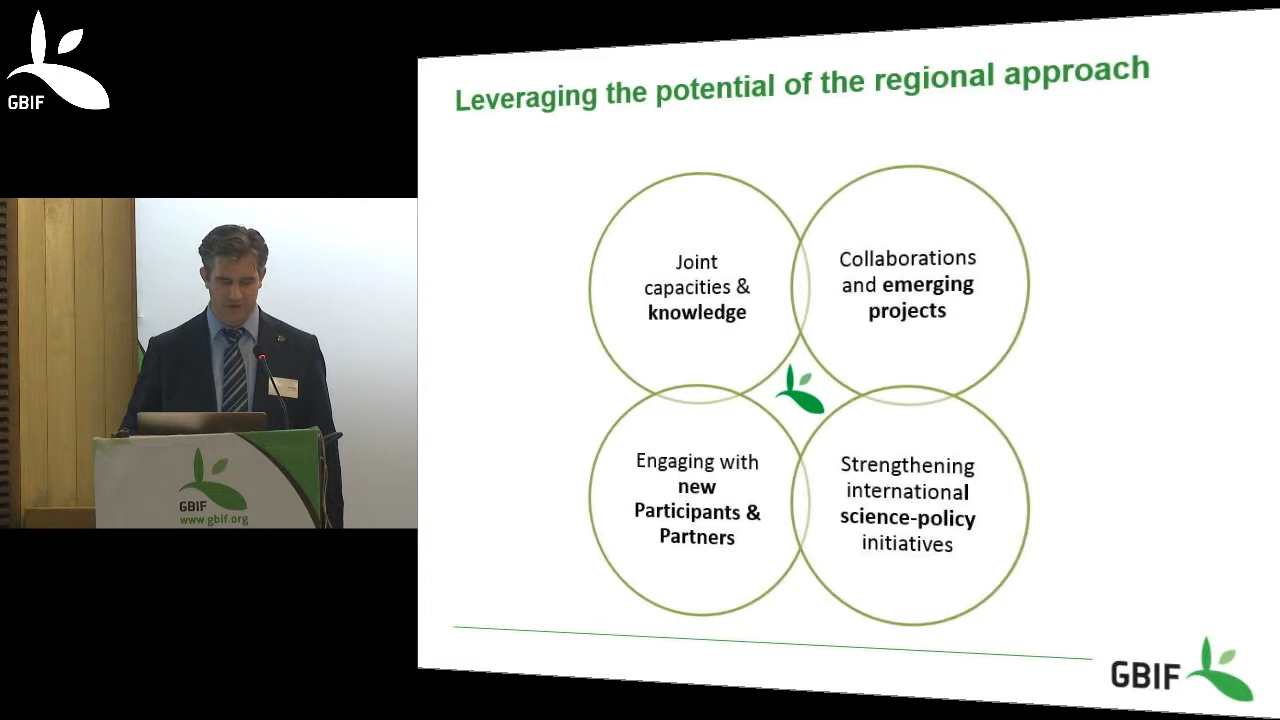 GBIF
Leveraging the potential of the regional approach
Joint
capacities &
knowledge
Collaborations
and emerging
projects
Engaging with
new
Participants &
Partners
Strengthening
international
science-policy
initiatives
GBIF
www.gbif.org
GBIF